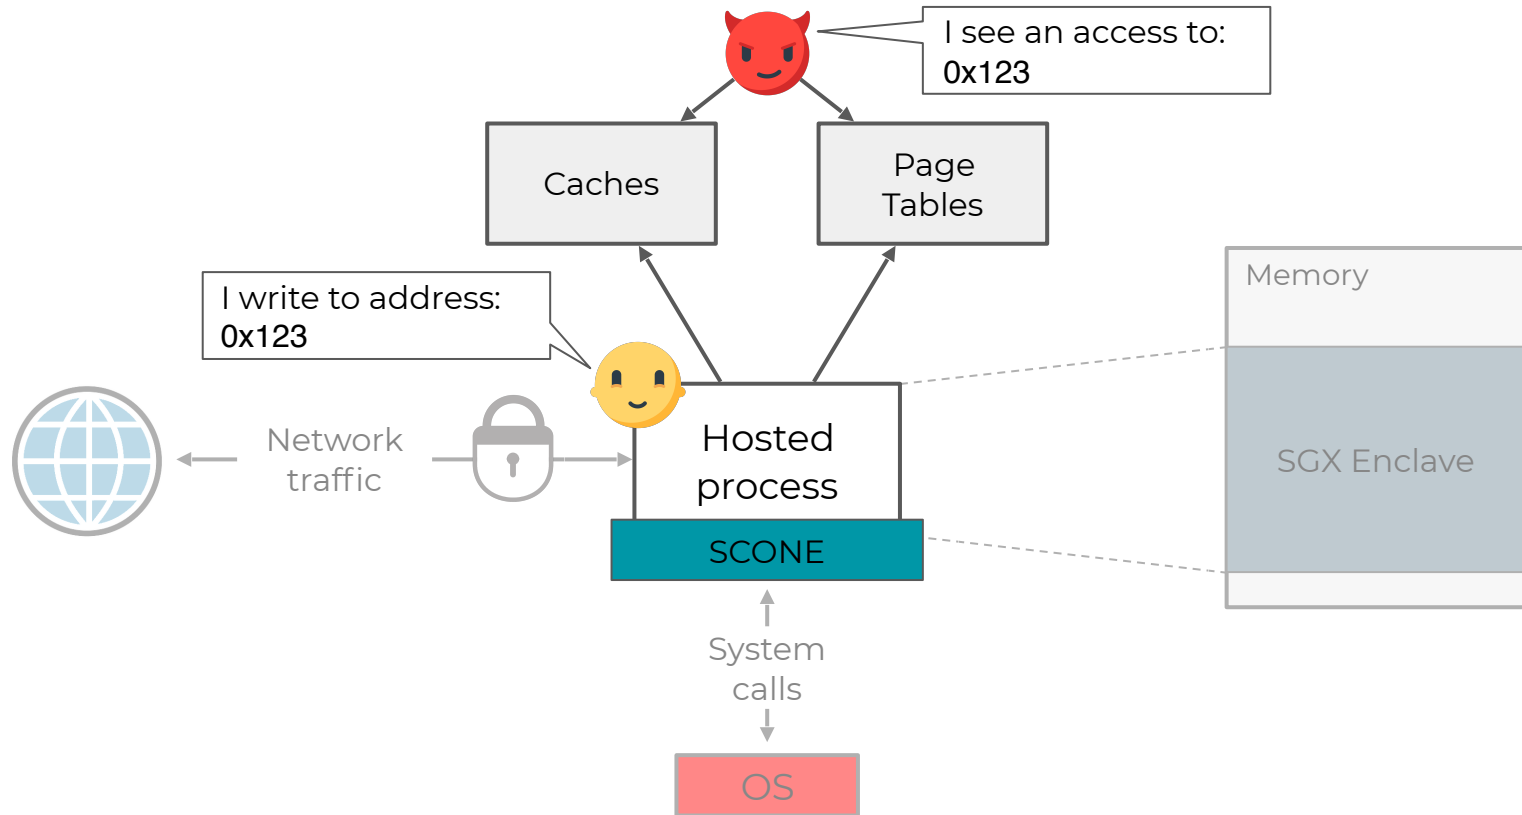 I see an access to:
0x123
Caches
Page
Tables
I write to address:
0x123
Memory
Network
traffic
Hosted
process
SGX Enclave
SCONE
System
calls
OS